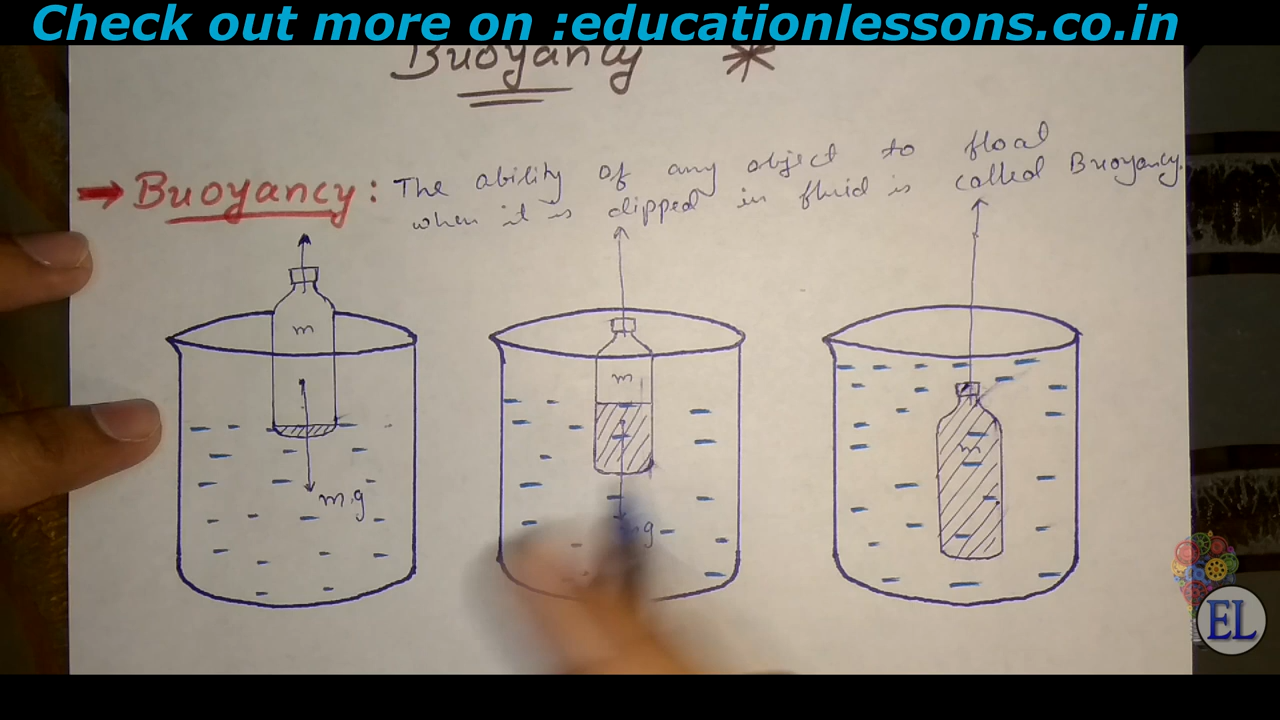 Check out more on :educationlessons.co.in
Buoyancy
Buoyancy : The ability of any object to float
when it is dipped in fluid is called Buoyancy.
m
m
m
m.g
mg
EL